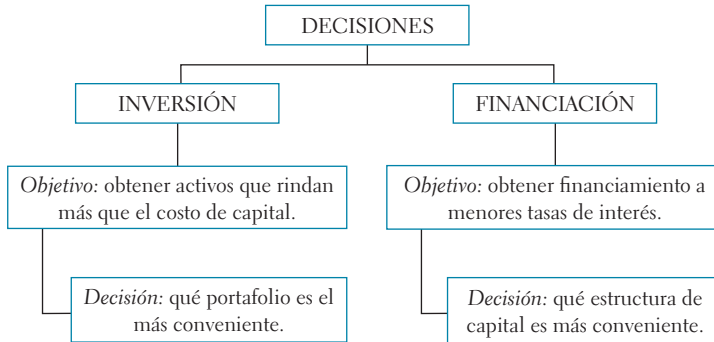 DECISIONES
INVERSIÓN
FINANCIACIÓN
Objetivo: obtener activos que rindan
más que el costo de capital.
Objetivo: obtener financiamiento a
menores tasas de interés.
Decisión: qué portafolio es el
más conveniente.
Decisión: qué estructura de
capital es más conveniente.